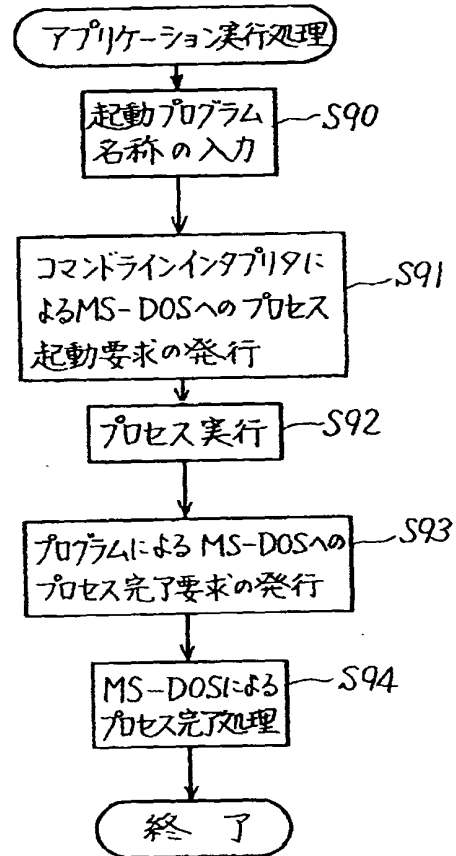 アプリケーション実行処理
起動プログラム
名称の入力
S90
コマンドラインインタプリタに
よるMS-DOSへのプロセス
起動要求の発行
S91
プロセス実行
S92
プログラムによるMS-DOSへの
プロセス完了要求の発行
S93
MS-DOSによる
プロセス完了処理
S94
終 了